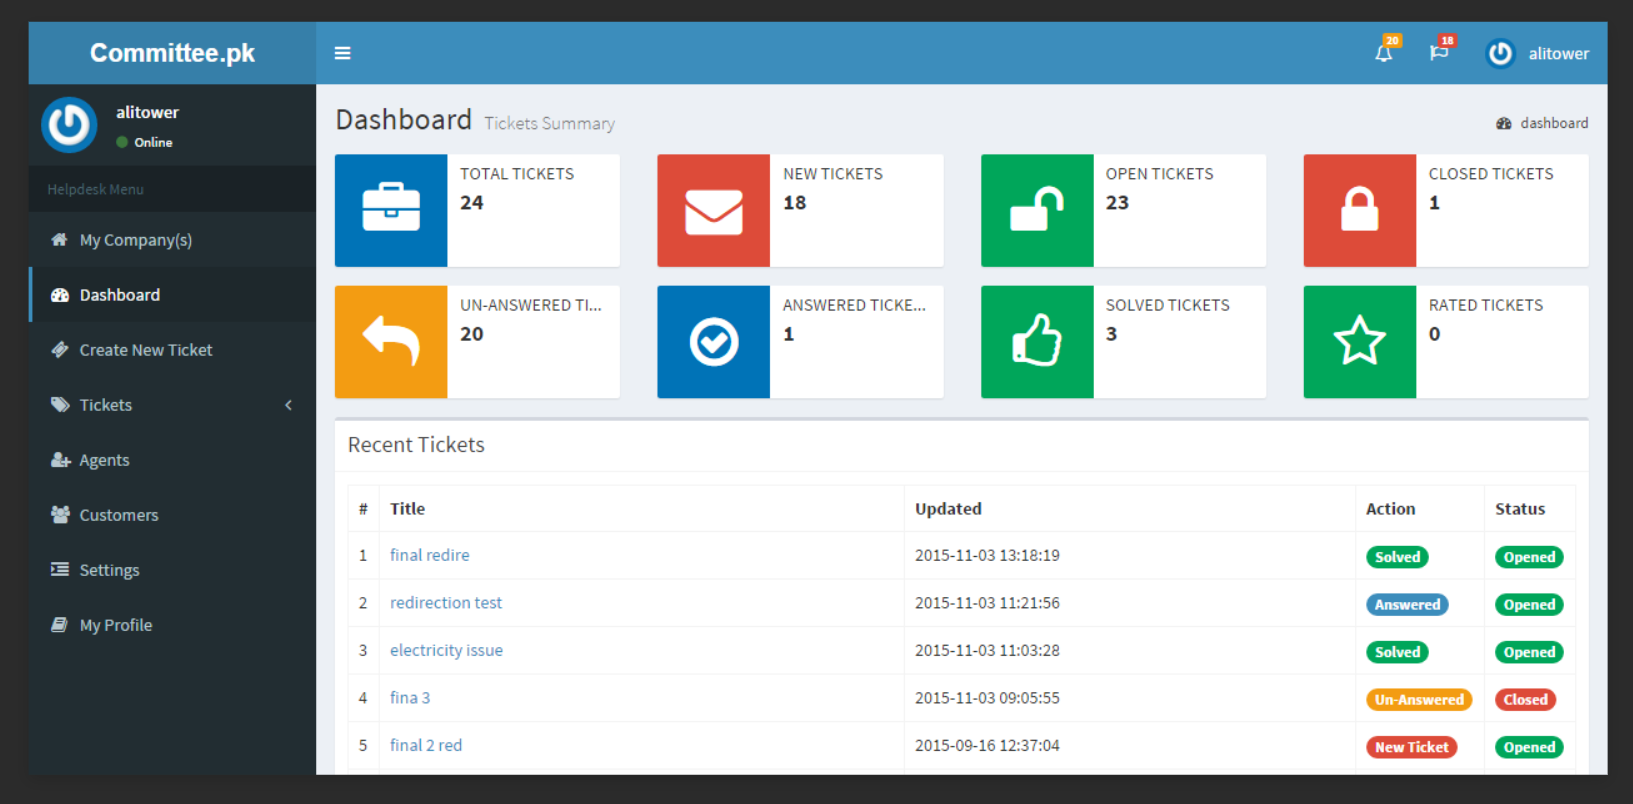 Committee.pk
20
18
alitower
alitower
Online
Helpdesk Menu
My Company(s)
Dashboard
Create New Ticket
Tickets
Agents
Customers
Settings
My Profile
Dashboard Tickets Summary
dashboard
TOTAL TICKETS
24
NEW TICKETS
18
OPEN TICKETS
23
CLOSED TICKETS
1
UN-ANSWERED TI...
20
ANSWERED TICKE...
1
SOLVED TICKETS
3
RATED TICKETS
0
Recent Tickets
# Title Updated Action Status
1 final redire 2015-11-03 13:18:19 Solved Opened
2 redirection test 2015-11-03 11:21:56 Answered Opened
3 electricity issue 2015-11-03 11:03:28 Solved Opened
4 fina 3 2015-11-03 09:05:55 Un-Answered Closed
5 final 2 red 2015-09-16 12:37:04 New Ticket Opened